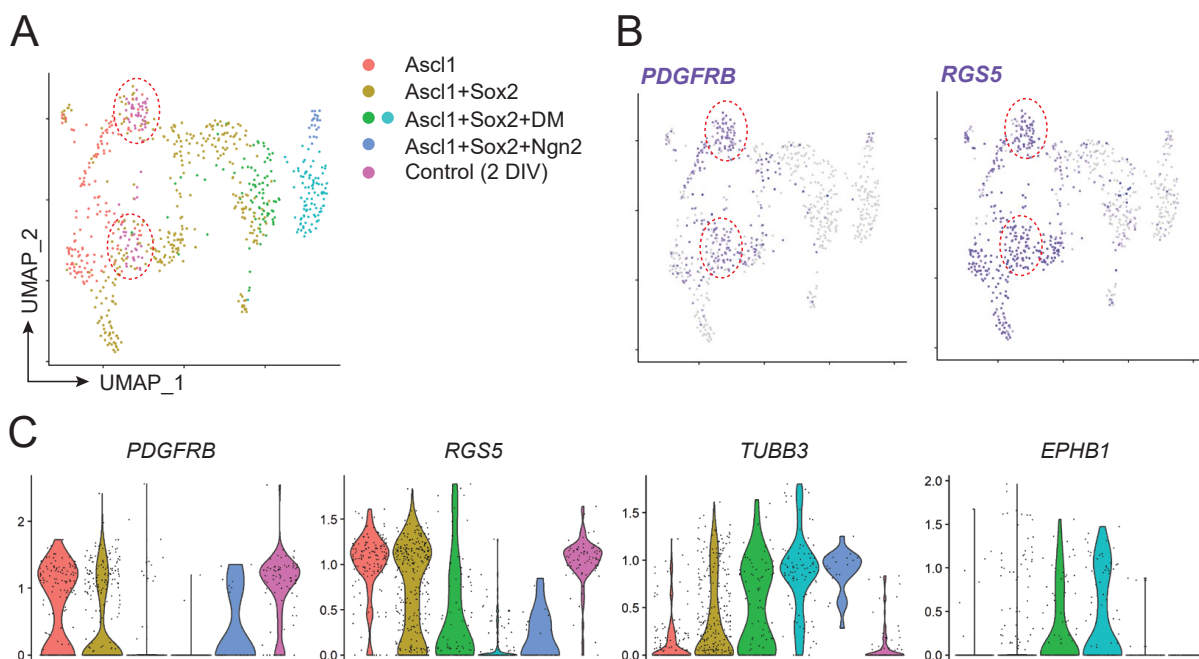 A
Ascl1
Ascl1+Sox2
Ascl1+Sox2+DM
Ascl1+Sox2+Ngn2
Control (2 DIV)
UMAP_2
UMAP_1
B
PDGFRB
RGS5
C
PDGFRB
2
1
0
RGS5
1.5
1.0
0.5
0.0
TUBB3
1.5
1.0
0.5
0.0
EPHB1
2.0
1.5
1.0
0.5
0.0